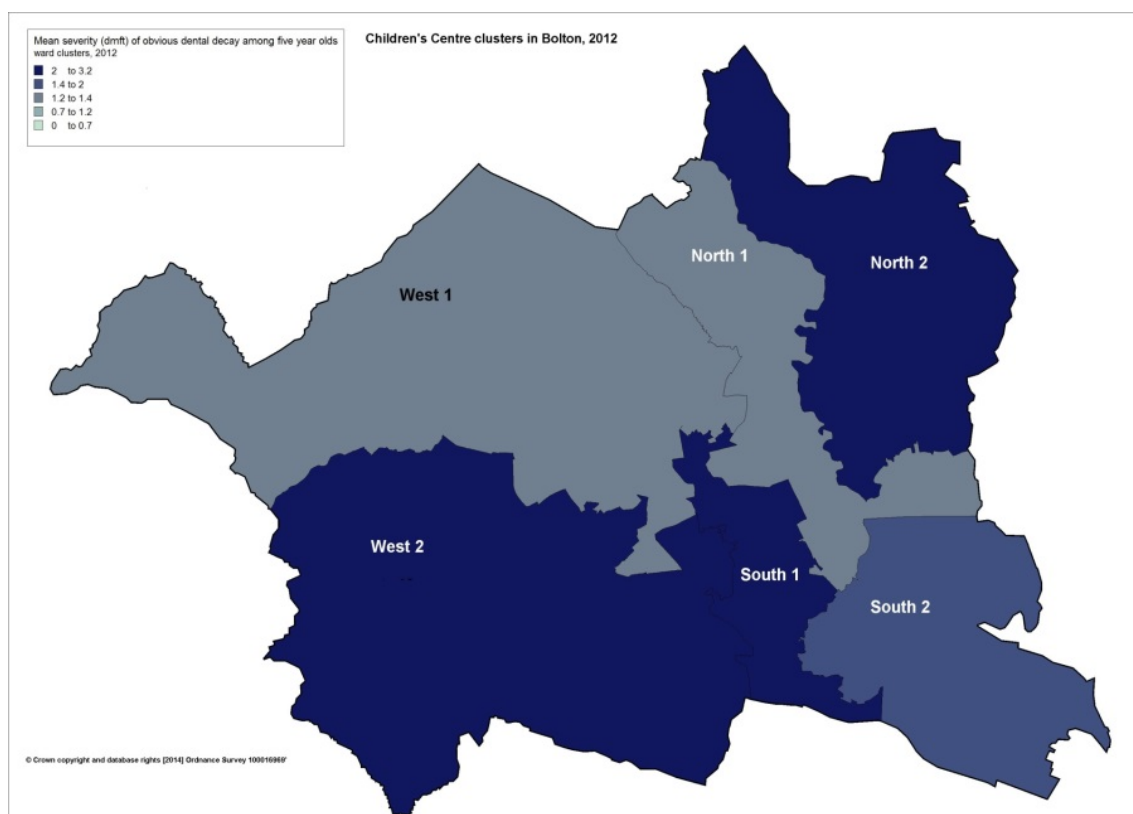 Mean severity (dmft) of obvious dental decay among five year olds
ward clusters, 2012
2 to 3.2
1.4 to 2
1.2 to 1.4
0.7 to 1.2
0 to 0.7
Children's Centre clusters in Bolton, 2012
North 1
North 2
West 1
West 2
South 1
South 2
© Crown copyright and database rights [2014] Ordnance Survey 100016969'